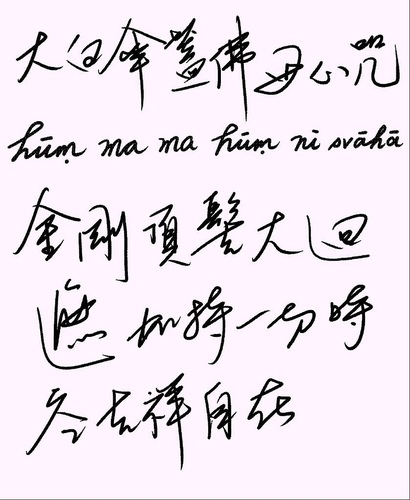 大白傘蓋佛母心咒
hūṃ ma ma hūṃ ni svāhā
金剛頂髻大迴
遮加持一切時
令吉祥自在